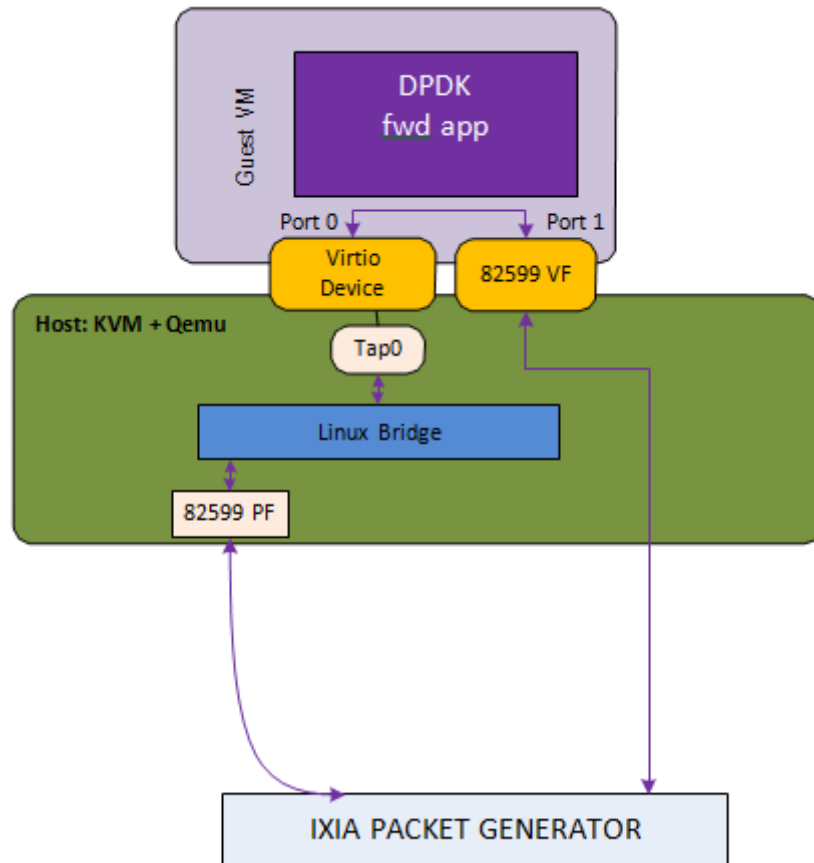 DPDK
fwd app
Guest VM
Port 0
Port 1
Virtio
Device
82599 VF
Host: KVM + Qemu
Tap0
Linux Bridge
82599 PF
IXIA PACKET GENERATOR